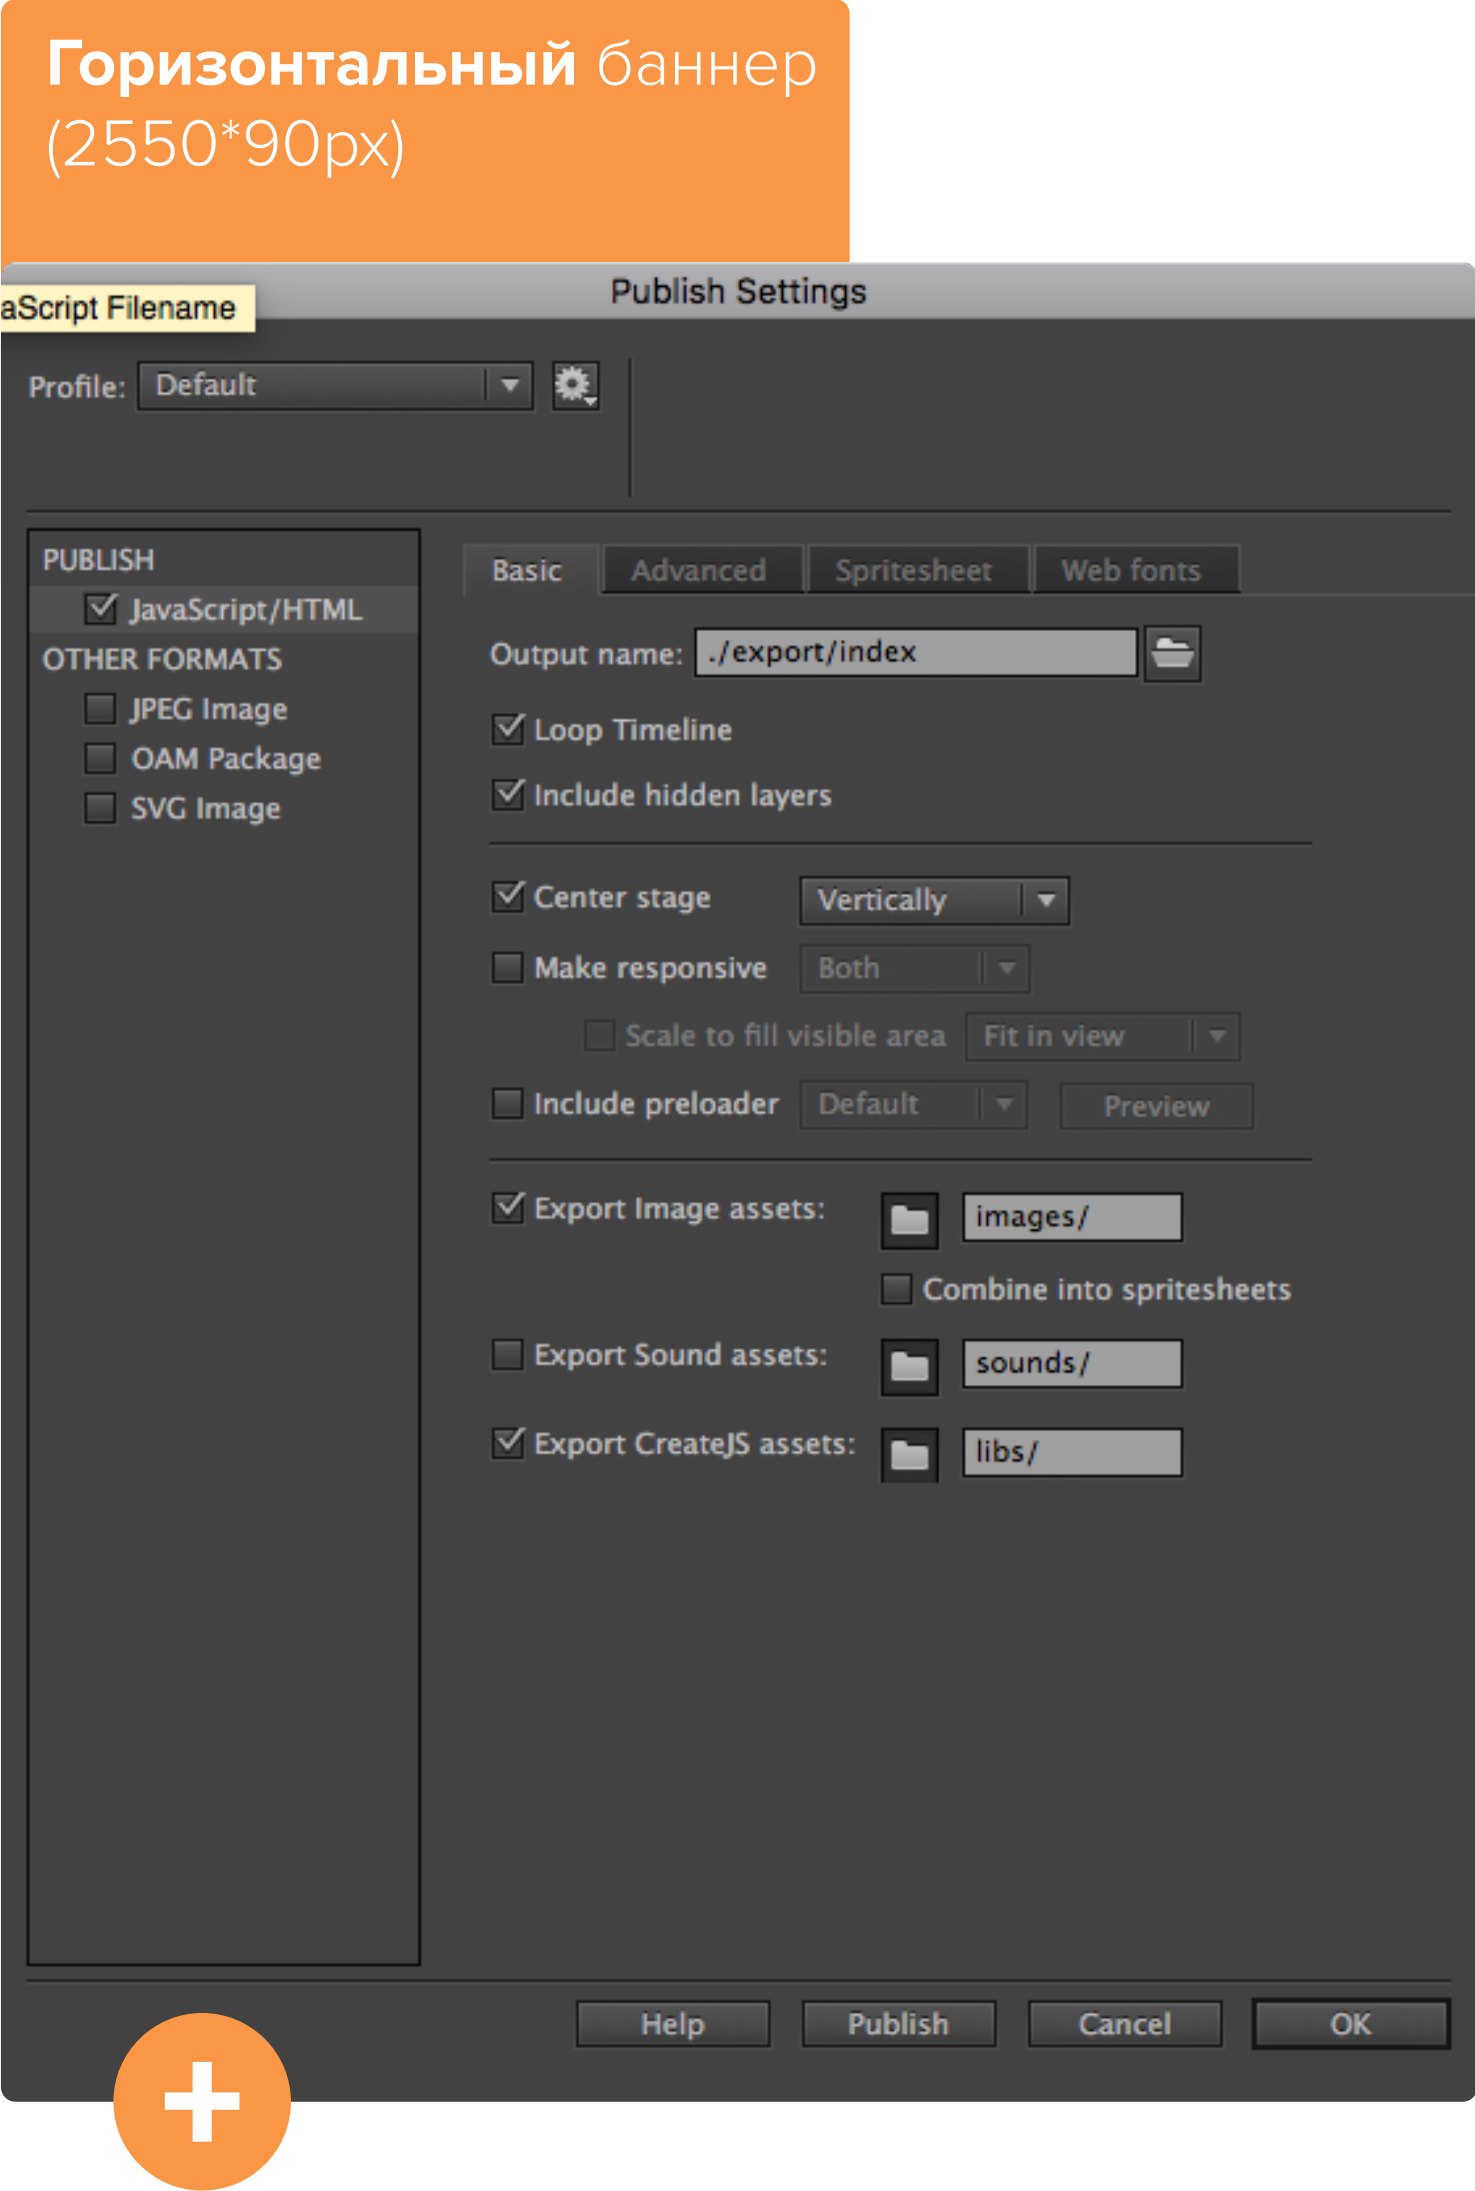 Горизонтальный баннер
(2550*90px)
Publish Settings
aScript Filename
Profile: Default
PUBLISH
JavaScript/HTML
OTHER FORMATS
JPEG Image
OAM Package
SVG Image
Basic Advanced Spritesheet Web fonts
Output name: ./export/index
Loop Timeline
Include hidden layers
Center stage Vertically
Make responsive Both
Scale to fill visible area Fit in view
Include preloader Default Preview
Export Image assets: images/
Combine into spritesheets
Export Sound assets: sounds/
Export CreateJS assets: libs/
Help Publish Cancel OK